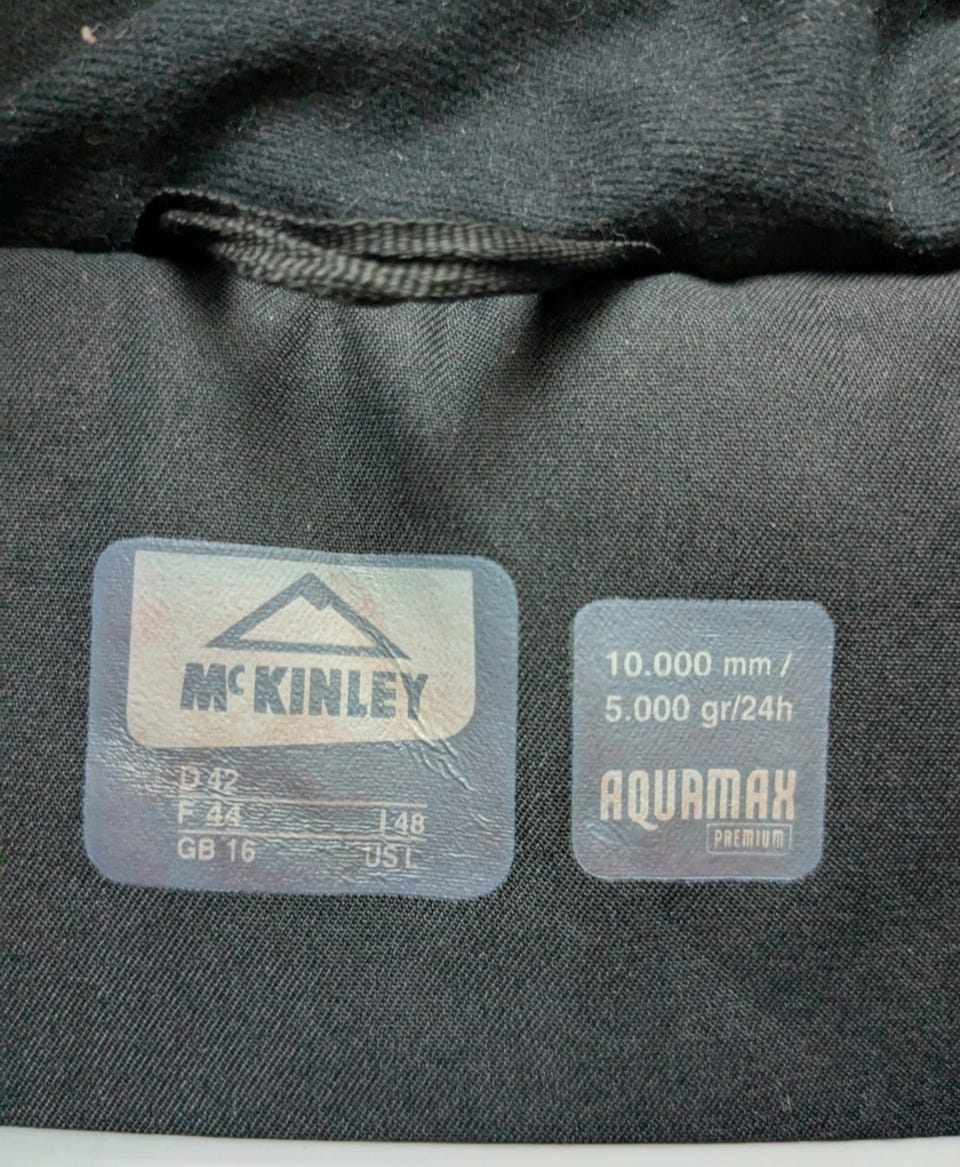 McKINLEY
D 42
F 44 I 48
GB 16 US L
10.000 mm /
5.000 gr/24h
AQUAMAX
PREMIUM